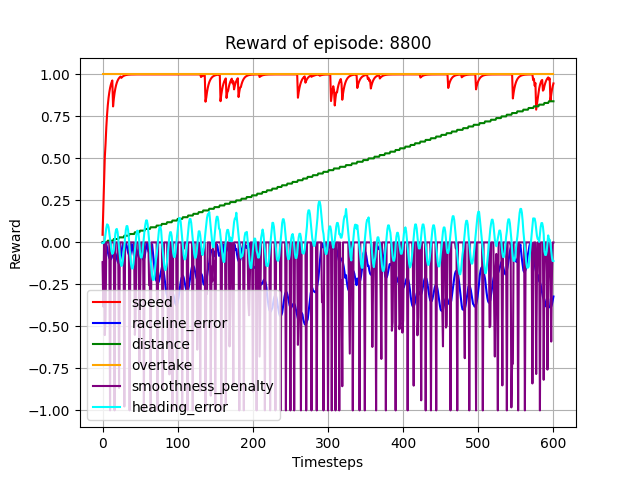 Reward of episode: 8800
1.00
0.75
0.50
0.25
0.00
−0.25
−0.50
−0.75
−1.00
Reward
speed
raceline_error
distance
overtake
smoothness_penalty
heading_error
0 100 200 300 400 500 600
Timesteps